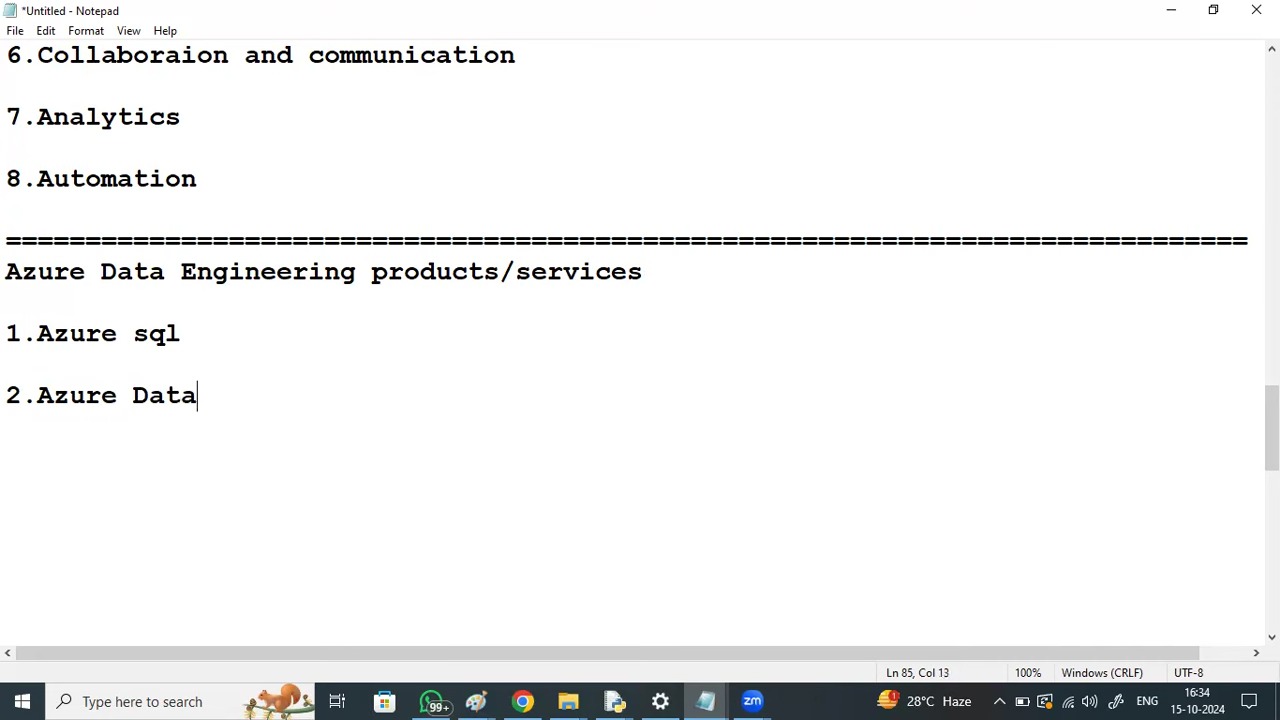 *Untitled - Notepad
File Edit Format View Help
6.Collaboraion and communication
7.Analytics
8.Automation
==============================================================================
Azure Data Engineering products/services
1.Azure sql
2.Azure Data
Ln 85, Col 13 100% Windows (CRLF) UTF-8
Type here to search 99+ zm 1 28°C Haze ENG 16:34
15-10-2024